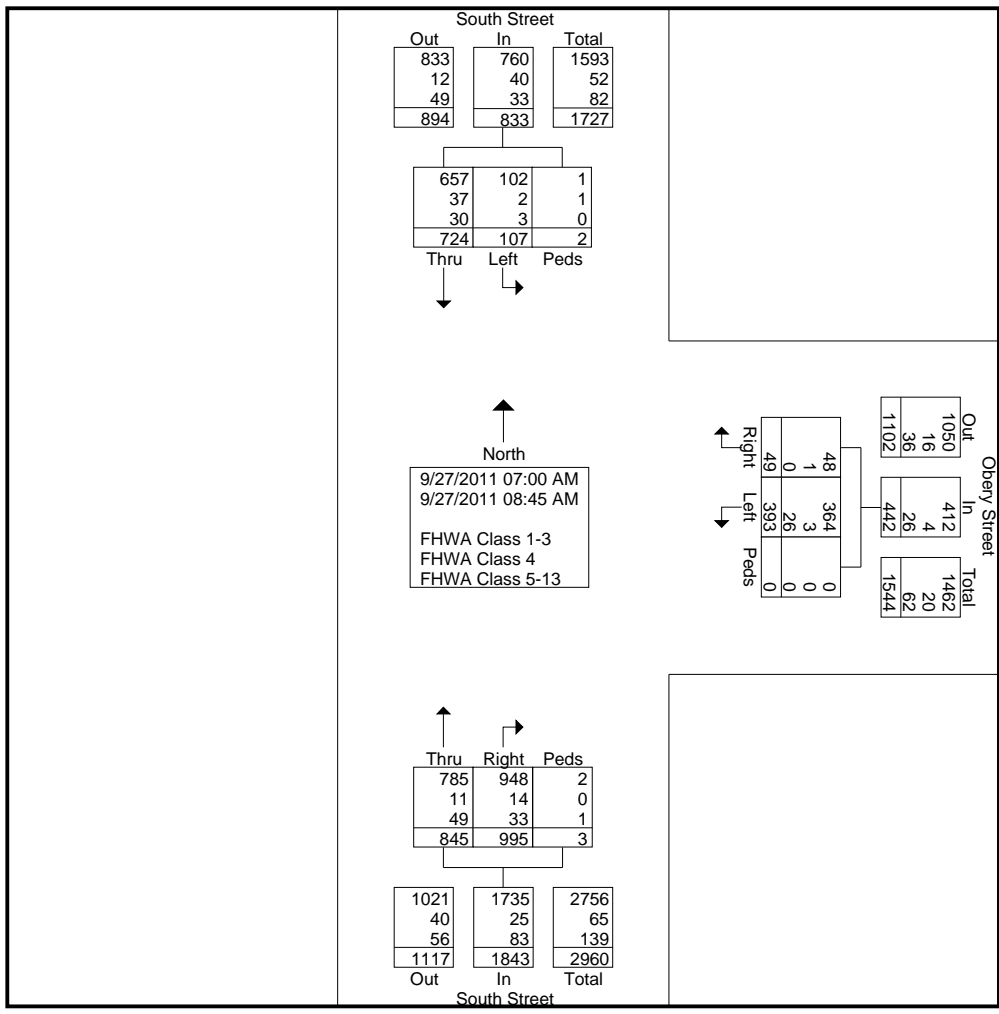 South Street
Out In Total
833 760 1593
12 40 52
49 33 82
894 833 1727
657 102 1
37 2 1
30 3 0
724 107 2
Thru Left Peds
North
9/27/2011 07:00 AM
9/27/2011 08:45 AM
FHWA Class 1-3
FHWA Class 4
FHWA Class 5-13
Obery Street
Out In Total
1050 412 1462
16 4 20
36 26 62
1102 442 1544
48 364 0
1 3 0
0 26 0
49 393 0
Right Left Peds
Thru Right Peds
785 948 2
11 14 0
49 33 1
845 995 3
1021 1735 2756
40 25 65
56 83 139
1117 1843 2960
Out In Total
South Street